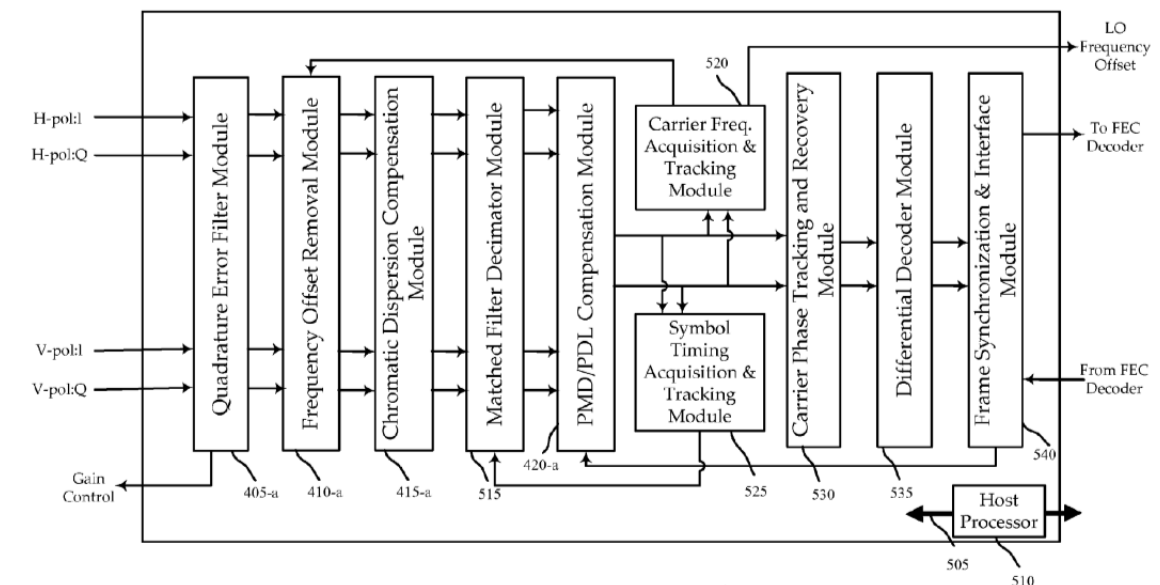 LO
Frequency
Offset
520
H-pol:I
H-pol:Q
V-pol:I
V-pol:Q
Quadrature Error Filter Module
Frequency Offset Removal Module
Chromatic Dispersion Compensation
Module
Matched Filter Decimator Module
PMD/PDL Compensation Module
Carrier Freq.
Acquisition &
Tracking
Module
Symbol
Timing
Acquisition &
Tracking
Module
Carrier Phase Tracking and Recovery
Module
Differential Decoder Module
Frame Synchronization & Interface
Module
To FEC
Decoder
From FEC
Decoder
Gain
Control
405-a
410-a
415-a
515
420-a
525
530
535
540
Host
Processor
505
510